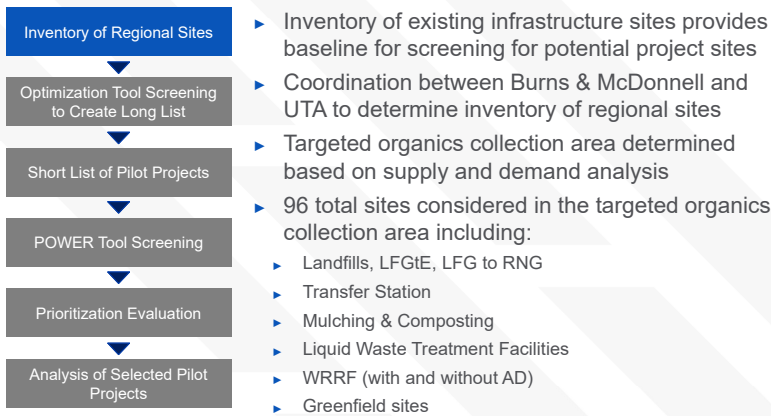 Inventory of Regional Sites
Optimization Tool Screening
to Create Long List
Short List of Pilot Projects
POWER Tool Screening
Prioritization Evaluation
Analysis of Selected Pilot
Projects
► Inventory of existing infrastructure sites provides
baseline for screening for potential project sites
► Coordination between Burns & McDonnell and
UTA to determine inventory of regional sites
► Targeted organics collection area determined
based on supply and demand analysis
► 96 total sites considered in the targeted organics
collection area including:
► Landfills, LFGtE, LFG to RNG
► Transfer Station
► Mulching & Composting
► Liquid Waste Treatment Facilities
► WRRF (with and without AD)
► Greenfield sites